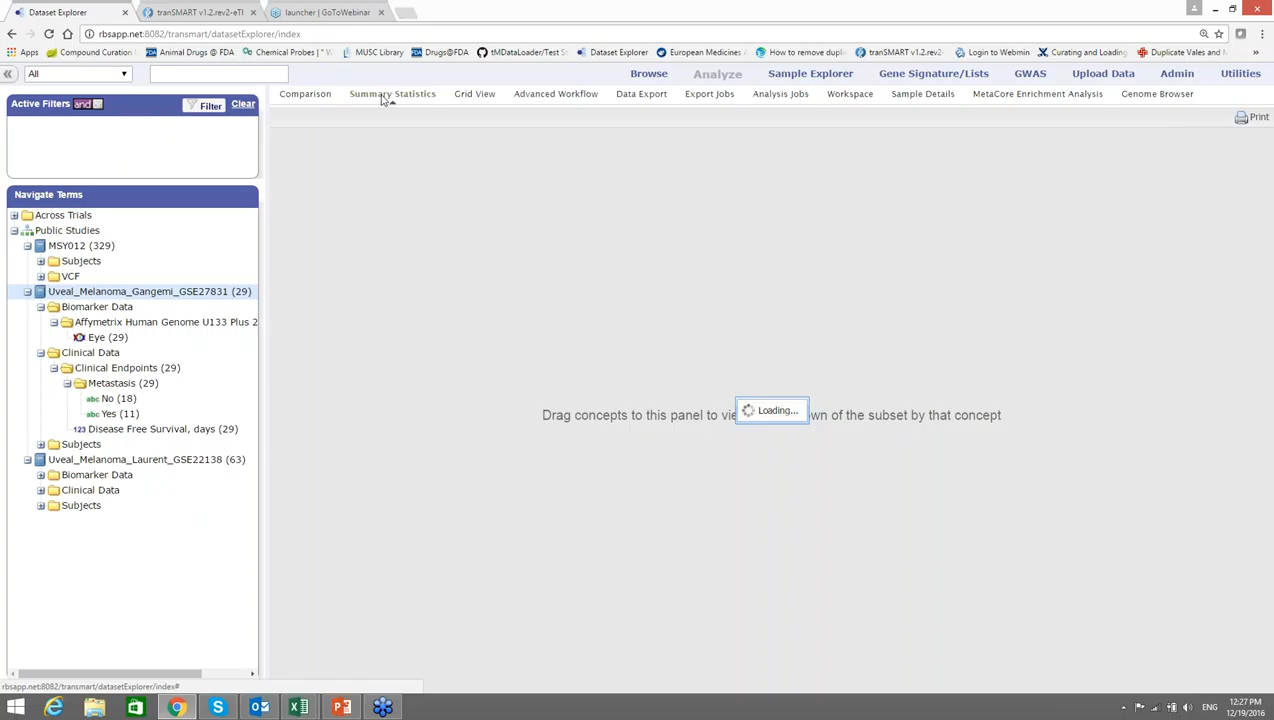 Dataset Explorer
tranSMART v1.2.rev2-eTI
launcher | GoToWebinar
rbsapp.net:8082/transmart/datasetExplorer/index
Apps
Compound Curation
Animal Drugs @ FDA
Chemical Probes | "
MUSC Library
Drugs@FDA
tMDataLoader/Test
Dataset Explorer
European Medicines
How to remove dupli
tranSMART v1.2.rev2-
Login to Webmin
Curating and Loading
Duplicate Vales and M
»
All
Browse
Analyze
Sample Explorer
Gene Signature/Lists
GWAS
Upload Data
Admin
Utilities
Active Filters and or
Filter
Clear
Comparison
Summary Statistics
Grid View
Advanced Workflow
Data Export
Export Jobs
Analysis Jobs
Workspace
Sample Details
MetaCore Enrichment Analysis
Genome Browser
Print
Navigate Terms
Across Trials
Public Studies
MSY012 (329)
Subjects
VCF
Uveal_Melanoma_Gangemi_GSE27831 (29)
Biomarker Data
Affymetrix Human Genome U133 Plus 2
Eye (29)
Clinical Data
Clinical Endpoints (29)
Metastasis (29)
abc No (18)
abc Yes (11)
123 Disease Free Survival, days (29)
Subjects
Uveal_Melanoma_Laurent_GSE22138 (63)
Biomarker Data
Clinical Data
Subjects
Drag concepts to this panel to vie Loading... wn of the subset by that concept
rbsapp.net:8082/transmart/datasetExplorer/index#
ENG
12:27 PM
12/19/2016